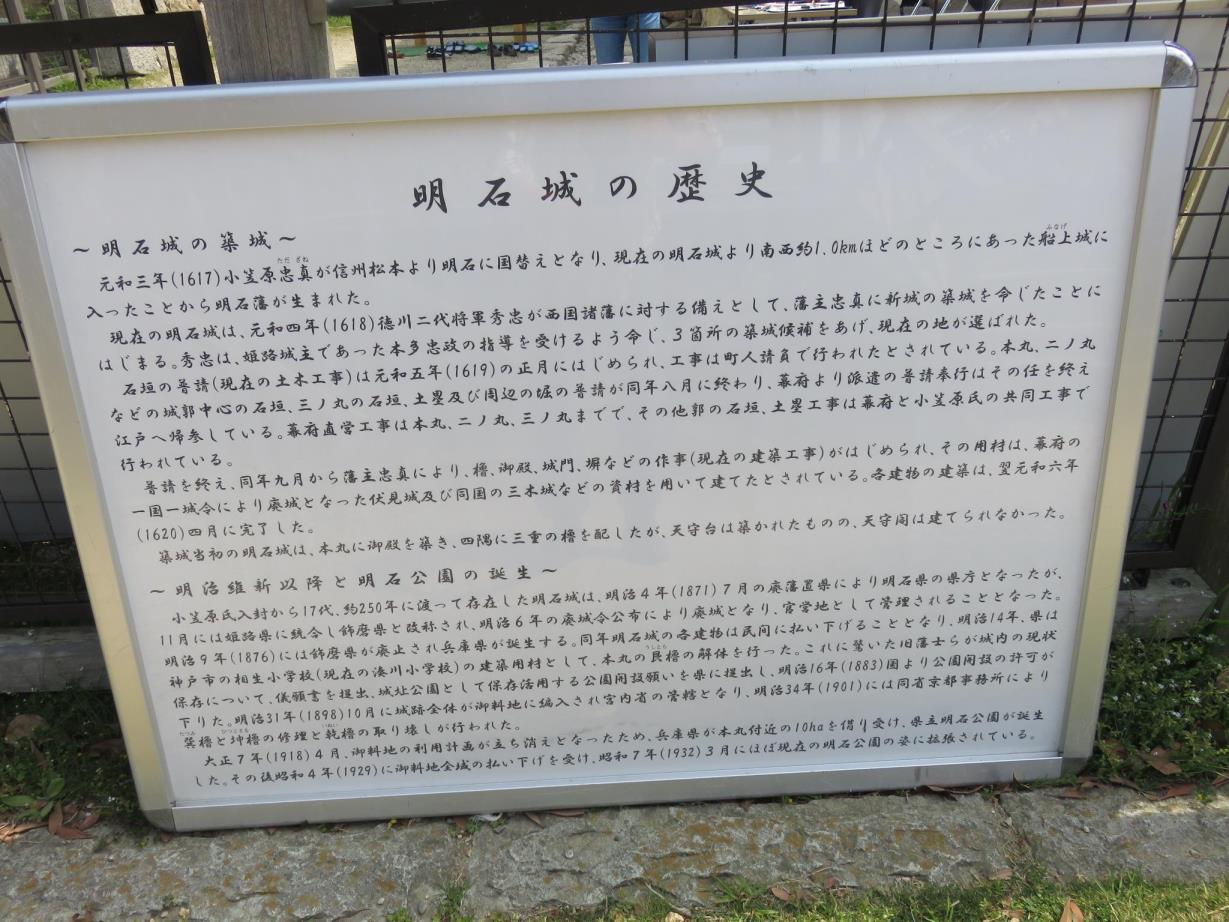 明石城の歴史
～明石城の築城～
元和三年(1617)小笠原忠真が信州松本より明石に国替えとなり、現在の明石城より南西約1.0kmほどのところにあった船上城に
入ったことから明石藩が生まれた。
現在の明石城は、元和四年(1618)徳川二代将軍秀忠が西国諸藩に対する備えとして、藩主忠真に新城の築城を命じたことに
はじまる。秀忠は、姫路城主であった本多忠政の指導を受けるよう命じ、3箇所の築城候補をあげ、現在の地が選ばれた。
石垣の普請(現在の土木工事)は元和五年(1619)の正月にはじめられ、工事は町人請負で行われたとされている。本丸、二ノ丸
などの城郭中心の石垣、三ノ丸の石垣、土塁及び周辺の堀の普請が同年八月に終わり、幕府より派遣の普請奉行はその任を終え
江戸へ帰参している。幕府直営工事は本丸、二ノ丸、三ノ丸までで、その他郭の石垣、土塁工事は幕府と小笠原氏の共同工事で
行われている。
普請を終え、同年九月から藩主忠真により、櫓、御殿、城門、塀などの作事(現在の建築工事)がはじめられ、その用材は、幕府の
一国一城令により廃城となった伏見城及び同国の三木城などの資材を用いて建てたとされている。各建物の建築は、翌元和六年
(1620)四月に完了した。
築城当初の明石城は、本丸に御殿を築き、四隅に三重の櫓を配したが、天守台は築かれたものの、天守閣は建てられなかった。
～明治維新以降と明石公園の誕生～
小笠原氏入封から17代、約250年に渡って存在した明石城は、明治4年(1871)7月の廃藩置県により明石県の県庁となったが、
11月には姫路県に統合し飾磨県と改称され、明治6年の廃城令公布により廃城となり、官営地として管理されることとなった。
明治9年(1876)には飾磨県が廃止され兵庫県が誕生する。同年明石城の各建物は民間に払い下げることとなり、明治14年、県は
神戸市の相生小学校(現在の湊川小学校)の建築用材として、本丸の艮櫓の解体を行った。これに驚いた旧藩士らが城内の現状
保存について、儀願書を提出、城址公園として保存活用する公園開設願いを県に提出し、明治16年(1883)国より公園開設の許可が
下りた。明治31年(1898)10月に城跡全体が御料地に編入され宮内省の管轄となり、明治34年(1901)には同省京都事務所により
巽櫓と坤櫓の修理と乾櫓の取り壊しが行われた。
大正7年(1918)4月、御料地の利用計画が立ち消えとなったため、兵庫県が本丸付近の10haを借り受け、県立明石公園が誕生
した。その後昭和4年(1929)に御料地全域の払い下げを受け、昭和7年(1932)3月にほぼ現在の明石公園の姿に拡張されている。